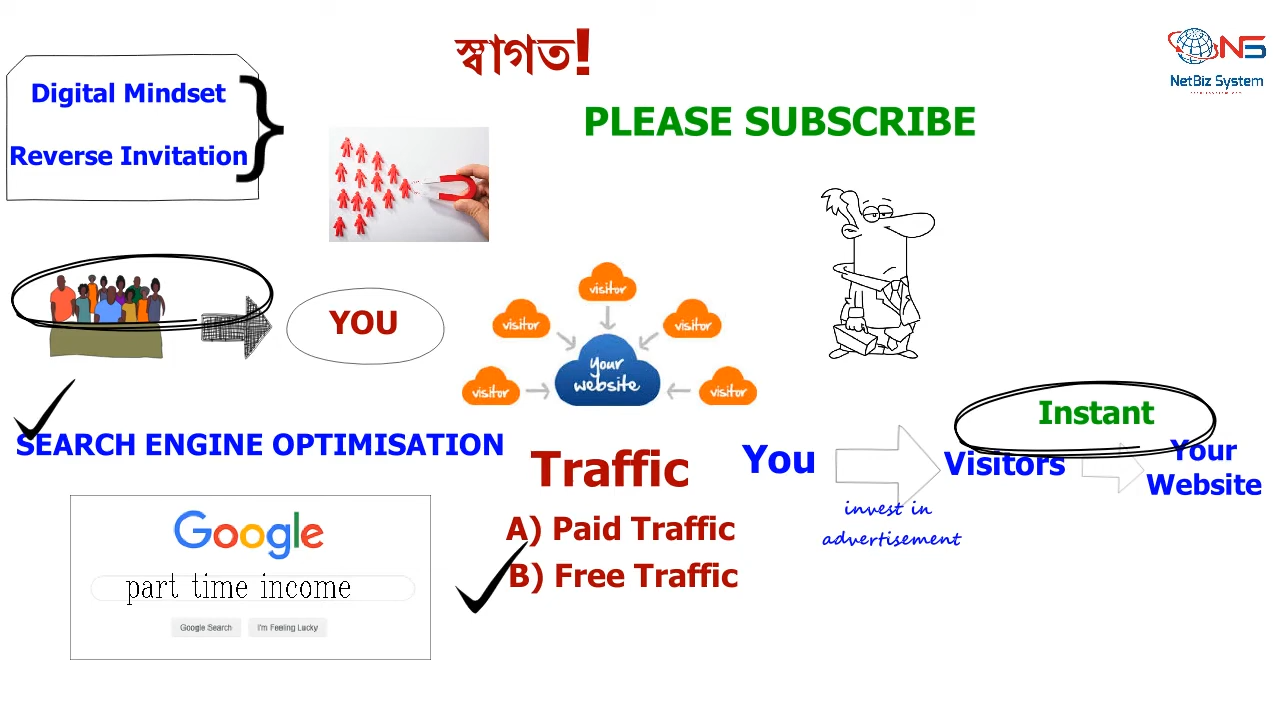 স্বাগত!
NS
NetBiz System
Digital Mindset
Reverse Invitation
PLEASE SUBSCRIBE
YOU
visitor
visitor
visitor
Your
website
visitor
visitor
SEARCH ENGINE OPTIMISATION
Google
part time income
Google Search
I'm Feeling Lucky
Traffic
A) Paid Traffic
B) Free Traffic
You
invest in
advertisement
Instant
Visitors
Your
Website